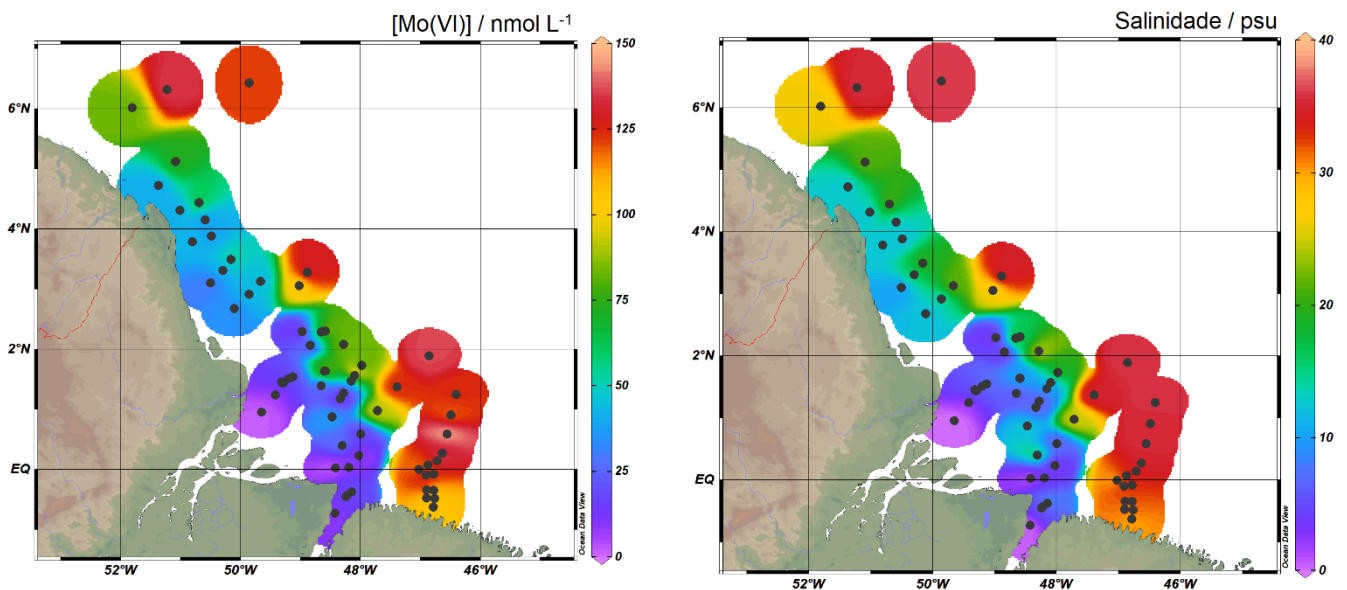 [Mo(VI)] / nmol L⁻¹
6°N
4°N
2°N
EQ
52°W
50°W
48°W
46°W
150
125
100
75
50
25
0
Ocean Data View
Salinidade / psu
6°N
4°N
2°N
EQ
52°W
50°W
48°W
46°W
40
30
20
10
0
Ocean Data View